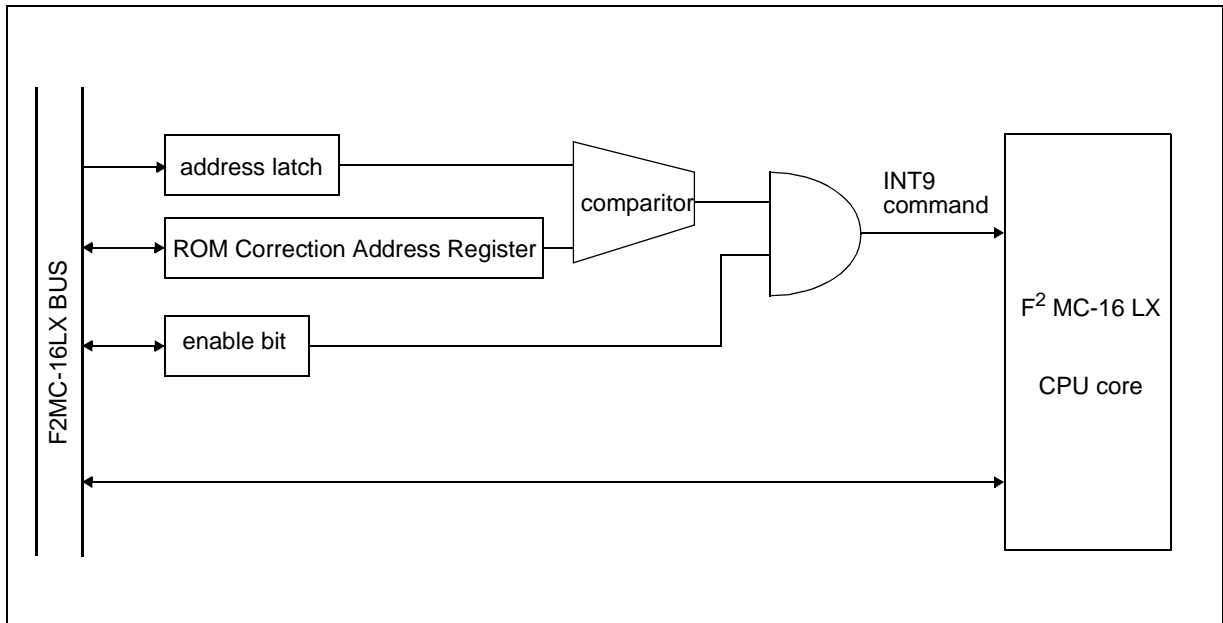 F2MC-16LX BUS
address latch
ROM Correction Address Register
enable bit
comparitor
INT9
command
F² MC-16 LX
CPU core